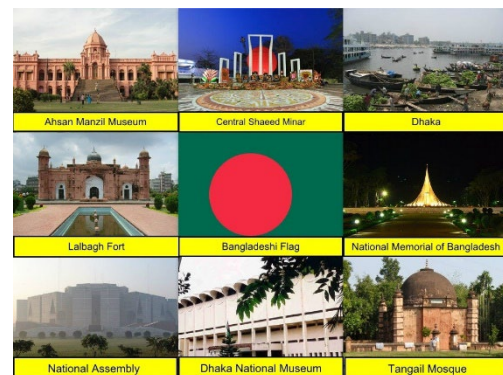 Ahsan Manzil Museum
Central Shaeed Minar
Dhaka
Lalbagh Fort
Bangladeshi Flag
National Memorial of Bangladesh
National Assembly
Dhaka National Museum
Tangail Mosque